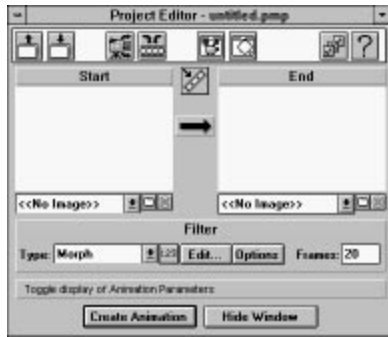 Project Editor - untitled.pmp
?
Start
End
<<No Image>>
<<No Image>>
Filter
Type: Morph 123 Edit... Options Frames: 20
Toggle display of Animation Parameters
Create Animation Hide Window